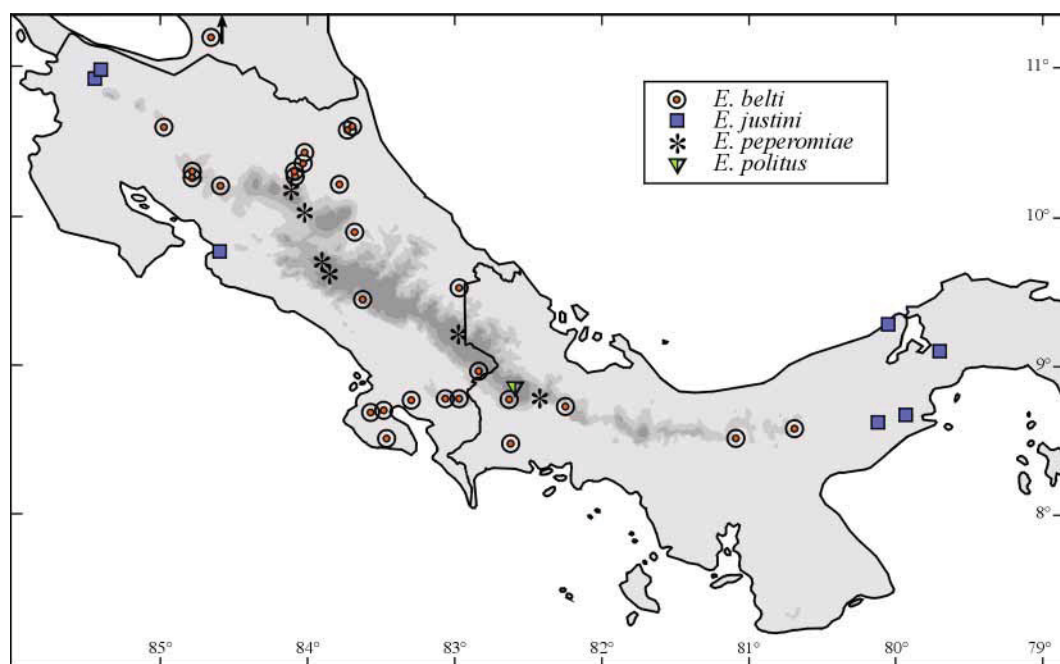 11°
E. belti
E. justini
E. peperomiae
E. politus
10°
9°
8°
85°
84°
83°
82°
81°
80°
79°